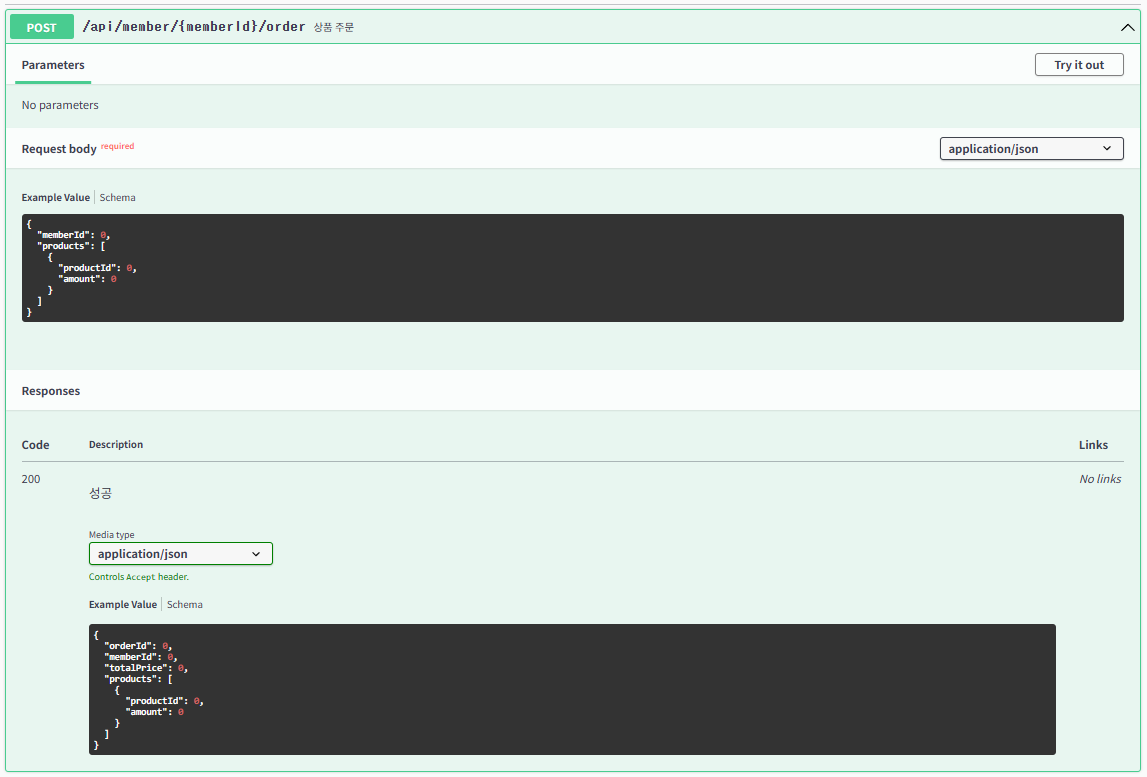 POST /api/member/{memberId}/order 상품 주문
Parameters
Try it out
No parameters
Request body required
application/json
Example Value Schema
{
"memberId": 0,
"products": [
{
"productId": 0,
"amount": 0
}
]
}
Responses
Code Description Links
200
성공
No links
Media type
application/json
Controls Accept header.
Example Value Schema
{
"orderId": 0,
"memberId": 0,
"totalPrice": 0,
"products": [
{
"productId": 0,
"amount": 0
}
]
}